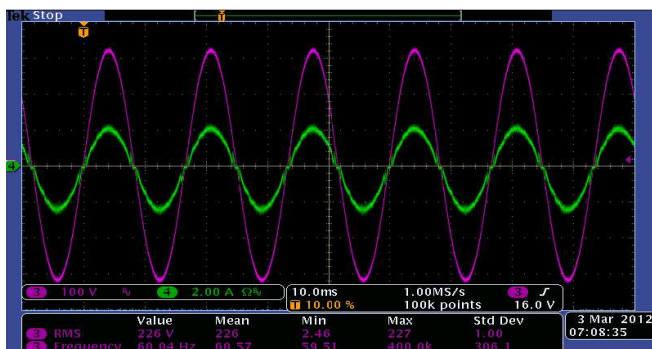 Tek Stop
T
T
4
3 100 V 4 2.00 A Ω
10.0ms 1.00MS/s 3
T 10.00 % 100k points 16.0 V
Value Mean Min Max Std Dev
3 RMS 226 V 226 2.46 227 1.00
3 Frequency 60.04 Hz 60.57 59.51 400.0k 306.1
3 Mar 2012
07:08:35